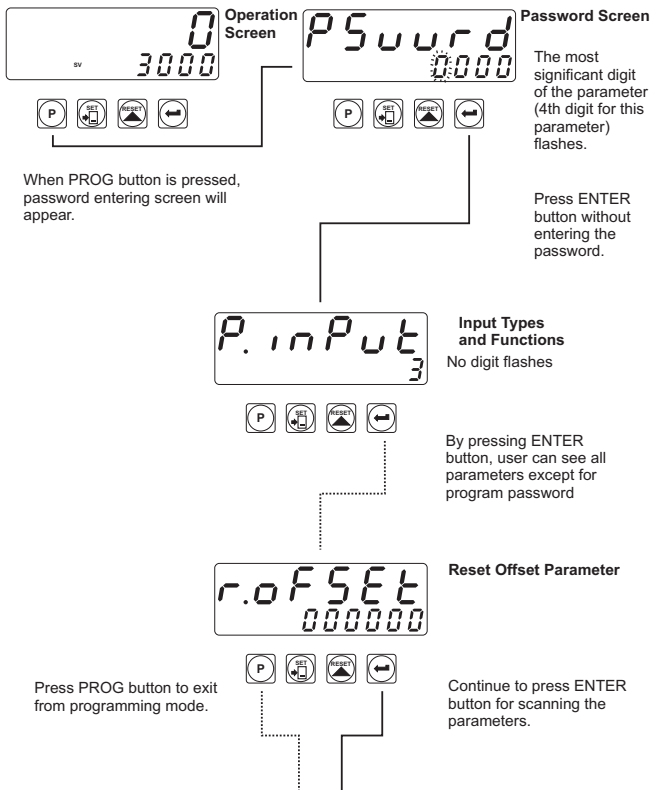 Operation
Screen
0
SV 3000
P SET RESET
PSuurd
0000
Password Screen
The most
significant digit
of the parameter
(4th digit for this
parameter)
flashes.
P SET RESET
When PROG button is pressed,
password entering screen will
appear.
Press ENTER
button without
entering the
password.
P.inPut
3
Input Types
and Functions
No digit flashes
P SET RESET
By pressing ENTER
button, user can see all
parameters except for
program password
r.oFSEt
000000
Reset Offset Parameter
P SET RESET
Press PROG button to exit
from programming mode.
Continue to press ENTER
button for scanning the
parameters.